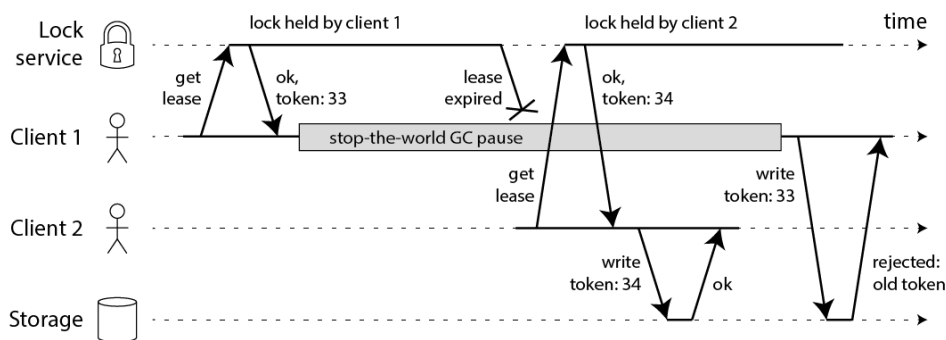 lock held by client 1
lock held by client 2
time
Lock
service
get
lease
ok,
token: 33
lease
expired
ok,
token: 34
Client 1
stop-the-world GC pause
get
lease
write
token: 33
Client 2
write
token: 34
ok
rejected:
old token
Storage